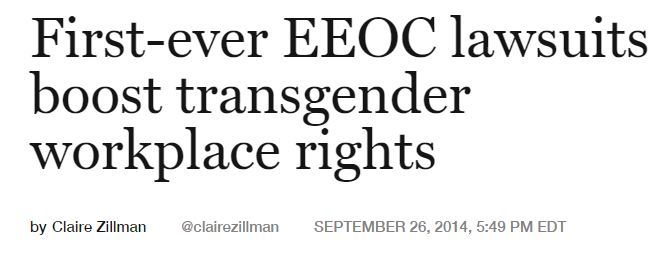 First-ever EEOC lawsuits
boost transgender
workplace rights
by Claire Zillman @clairezillman SEPTEMBER 26, 2014, 5:49 PM EDT